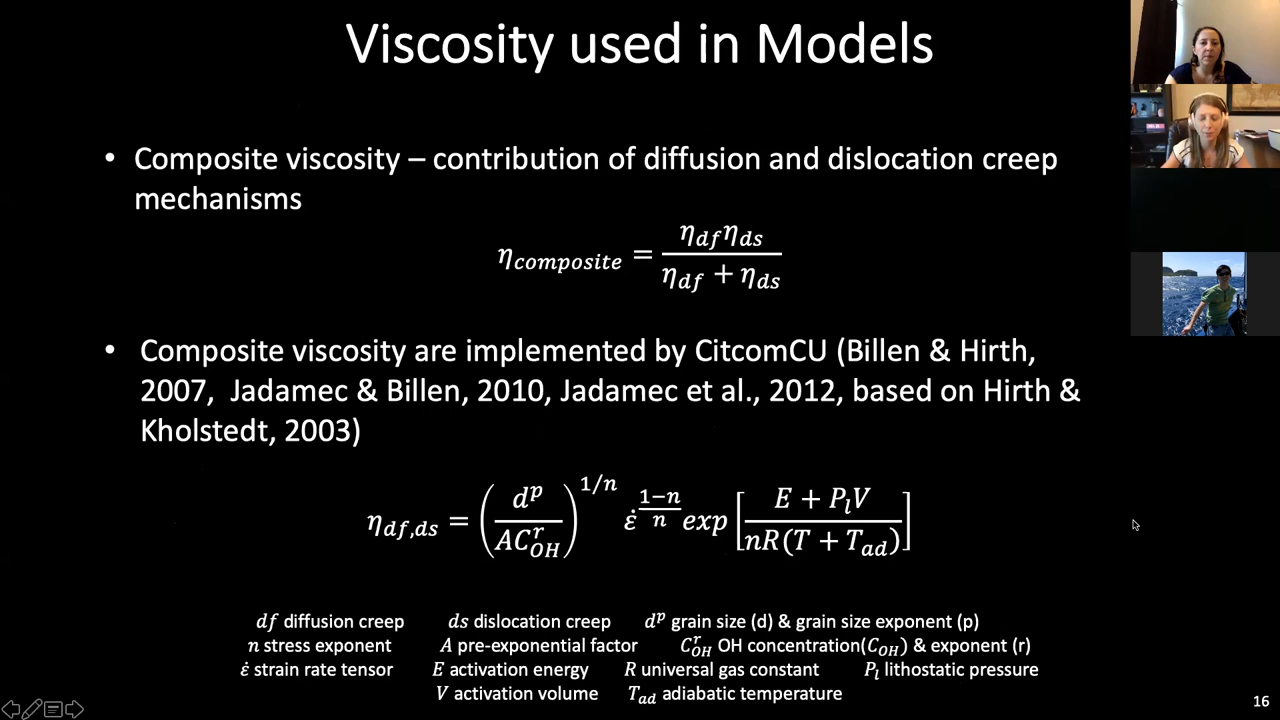 Viscosity used in Models
• Composite viscosity – contribution of diffusion and dislocation creep
mechanisms
η_composite = η_df η_ds / (η_df + η_ds)
• Composite viscosity are implemented by CitcomCU (Billen & Hirth,
2007, Jadamec & Billen, 2010, Jadamec et al., 2012, based on Hirth &
Kholstedt, 2003)
η_df,ds = (d^p / AC_OH^r)^1/n ε̇^(1−n)/n exp[(E + P_l V) / (nR(T + T_ad))]
df diffusion creep ds dislocation creep d^p grain size (d) & grain size exponent (p)
n stress exponent A pre-exponential factor C_OH^r OH concentration(C_OH) & exponent (r)
ε̇ strain rate tensor E activation energy R universal gas constant P_l lithostatic pressure
V activation volume T_ad adiabatic temperature
16